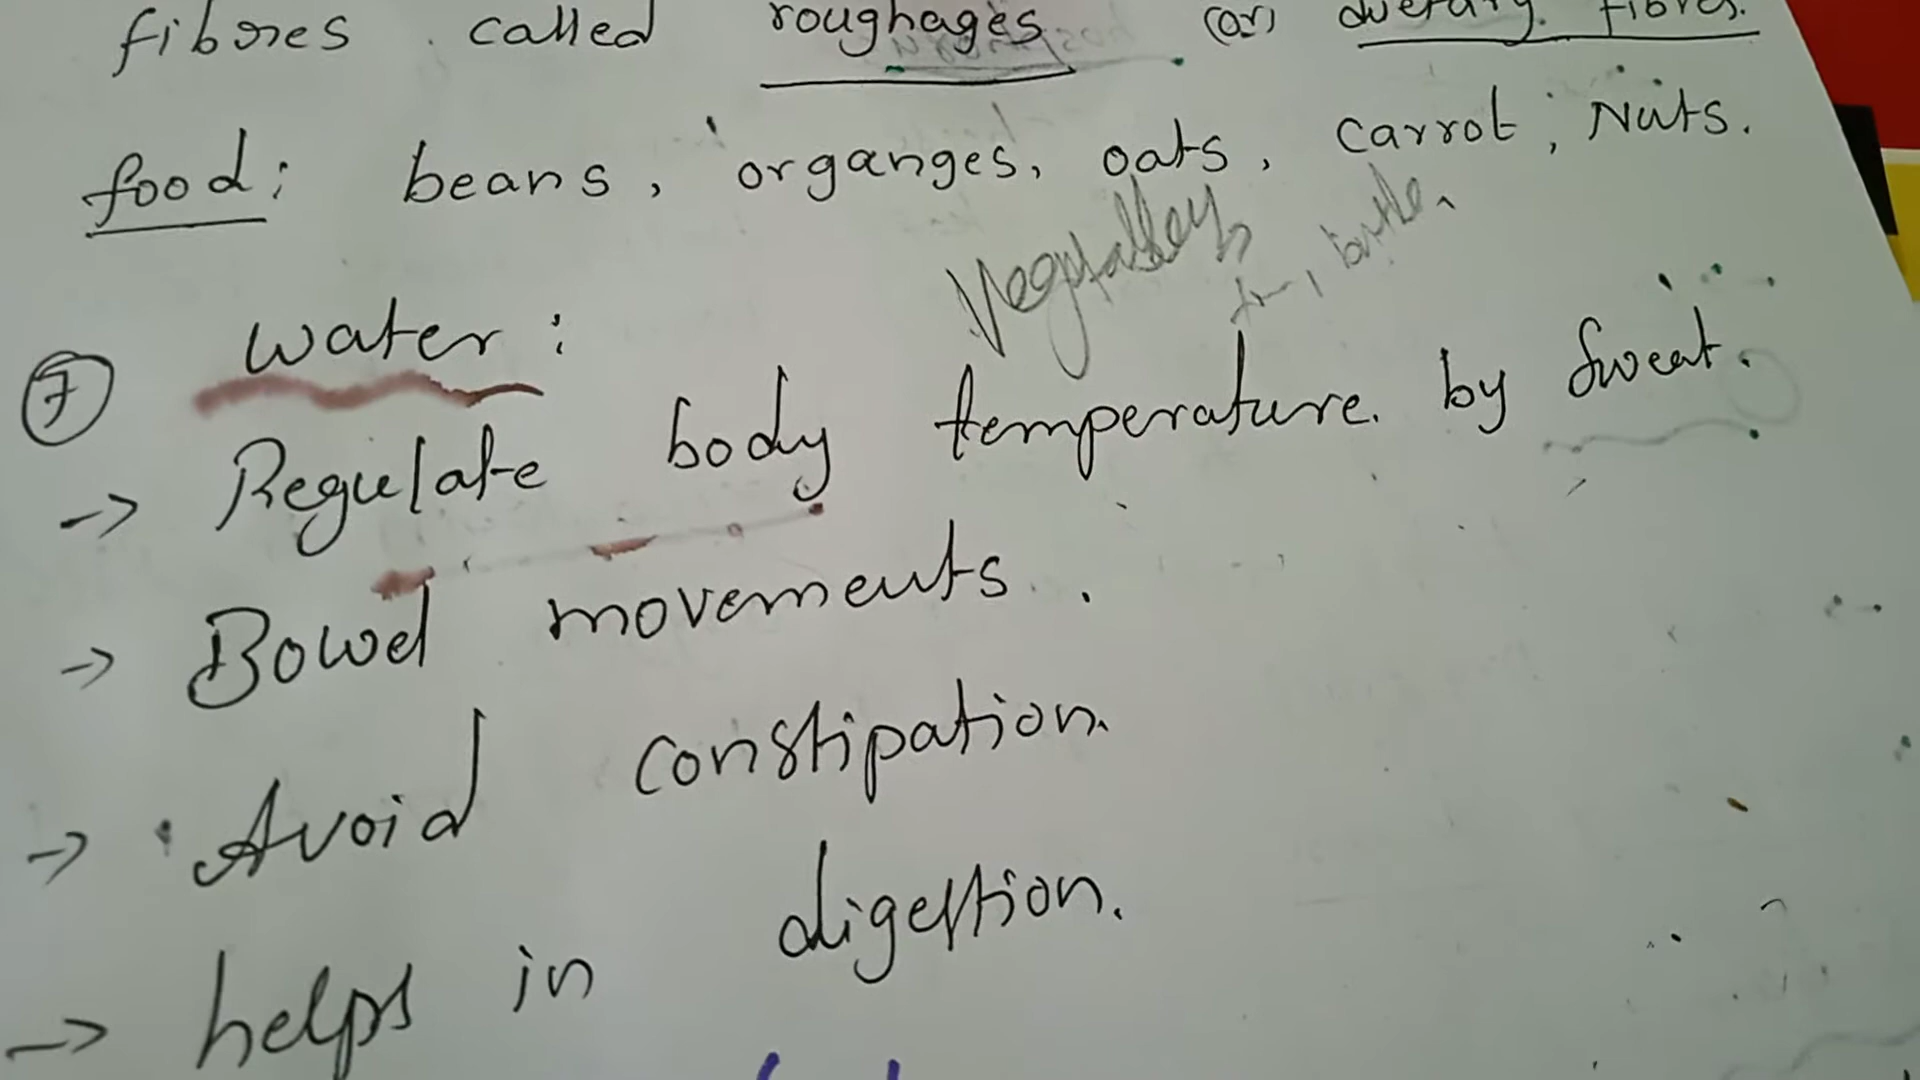 fibres called roughages (or) dietary fibres.
food: beans, organges, oats, carrot, Nuts.
7 water:
→ Regulate body temperature. by Sweat.
→ Bowel movements.
→ Avoid constipation.
→ helps in digestion.